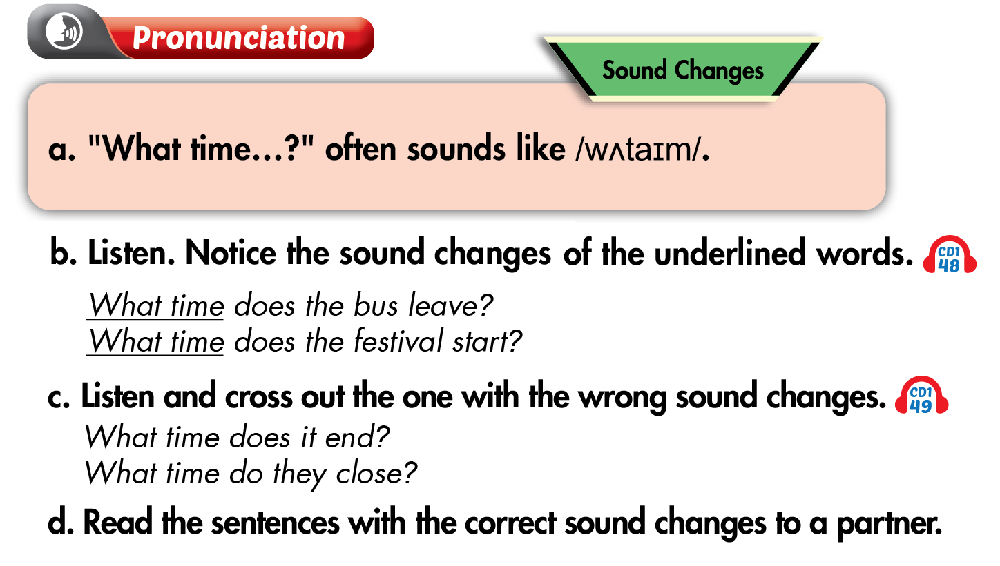 Pronunciation
Sound Changes
a. "What time...?" often sounds like /wʌtaɪm/.
b. Listen. Notice the sound changes of the underlined words. CD1 48
What time does the bus leave?
What time does the festival start?
c. Listen and cross out the one with the wrong sound changes. CD1 49
What time does it end?
What time do they close?
d. Read the sentences with the correct sound changes to a partner.